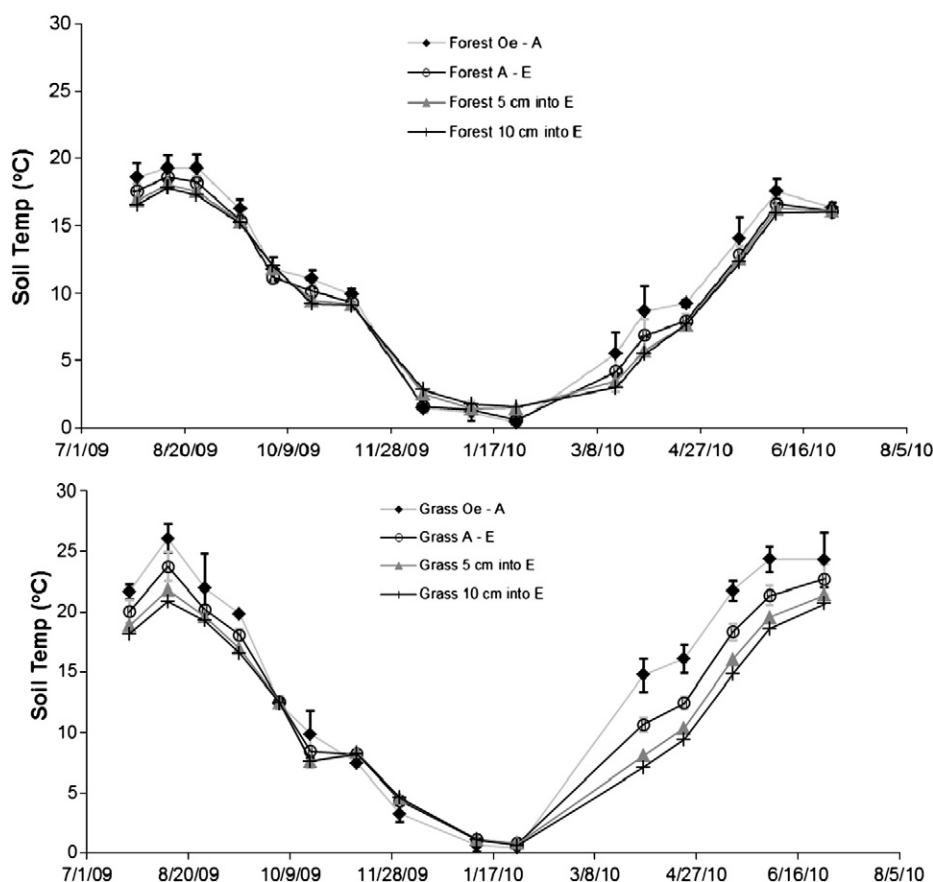 30
25
20
15
10
5
0
Soil Temp (ºC)
Forest Oe - A
Forest A - E
Forest 5 cm into E
Forest 10 cm into E
7/1/09 8/20/09 10/9/09 11/28/09 1/17/10 3/8/10 4/27/10 6/16/10 8/5/10
30
25
20
15
10
5
0
Soil Temp (ºC)
Grass Oe - A
Grass A - E
Grass 5 cm into E
Grass 10 cm into E
7/1/09 8/20/09 10/9/09 11/28/09 1/17/10 3/8/10 4/27/10 6/16/10 8/5/10